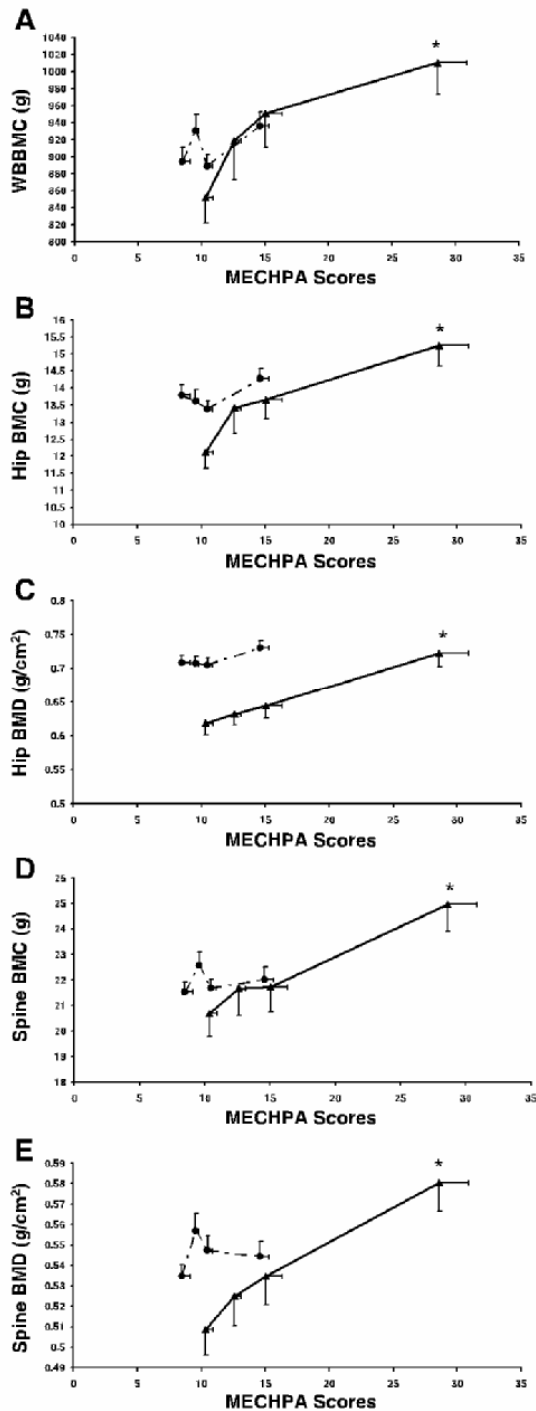 A
*
1040
1020
1000
980
960
940
920
900
880
860
840
820
800
WBBMC (g)
0 5 10 15 20 25 30 35
MECHPA Scores
B
*
16
15.5
15
14.5
14
13.5
13
12.5
12
11.5
11
10.5
10
Hip BMC (g)
0 5 10 15 20 25 30 35
MECHPA Scores
C
*
0.8
0.75
0.7
0.65
0.6
0.55
0.5
Hip BMD (g/cm²)
0 5 10 15 20 25 30 35
MECHPA Scores
D
*
26
25
24
23
22
21
20
19
18
Spine BMC (g)
0 5 10 15 20 25 30 35
MECHPA Scores
E
*
0.59
0.58
0.57
0.56
0.55
0.54
0.53
0.52
0.51
0.5
0.49
Spine BMD (g/cm²)
0 5 10 15 20 25 30 35
MECHPA Scores